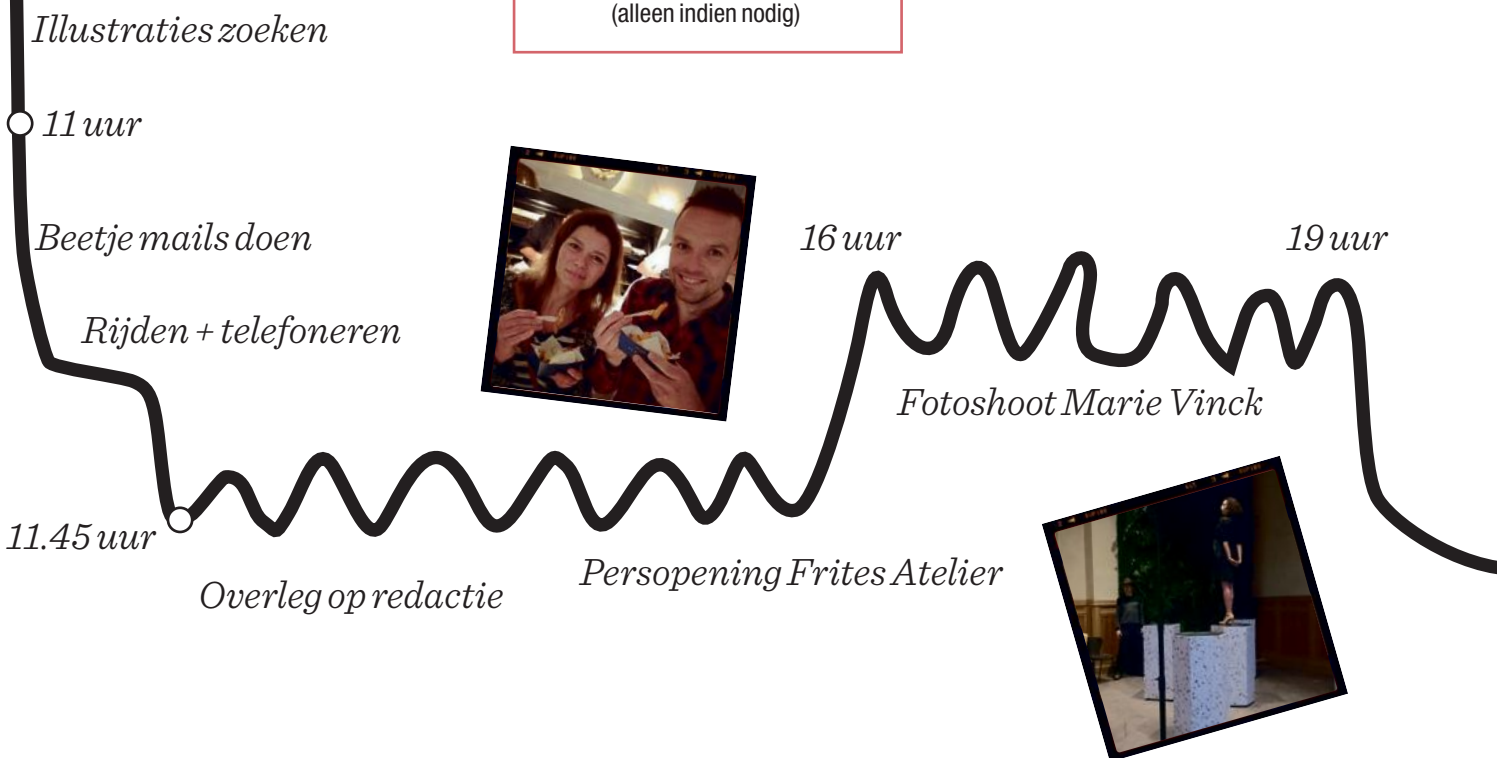 (alleen indien nodig)
Illustraties zoeken
11 uur
Beetje mails doen
16 uur
19 uur
Rijden + telefoneren
Fotoshoot Marie Vinck
11.45 uur
Persopening Frites Atelier
Overleg op redactie